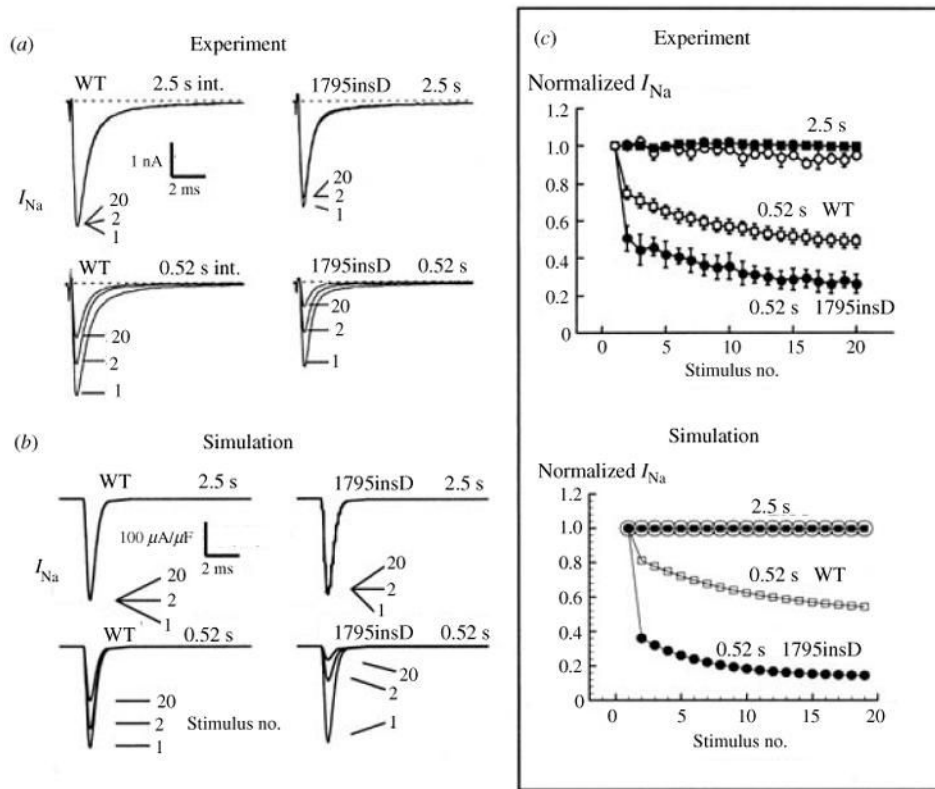 (a) Experiment
WT 2.5 s int.
1795insD 2.5 s
1 nA
2 ms
I_Na
20
2
1
20
2
1
WT 0.52 s int.
1795insD 0.52 s
20
2
1
20
2
1
(b) Simulation
WT 2.5 s
1795insD 2.5 s
100 μA/μF
2 ms
I_Na
20
2
1
20
2
1
WT 0.52 s
1795insD 0.52 s
20
2
1
Stimulus no.
20
2
1
(c) Experiment
Normalized I_Na
1.2
1.0
0.8
0.6
0.4
0.2
0
2.5 s
0.52 s WT
0.52 s 1795insD
0 5 10 15 20
Stimulus no.
Simulation
Normalized I_Na
1.2
1.0
0.8
0.6
0.4
0.2
0
2.5 s
0.52 s WT
0.52 s 1795insD
0 5 10 15 20
Stimulus no.